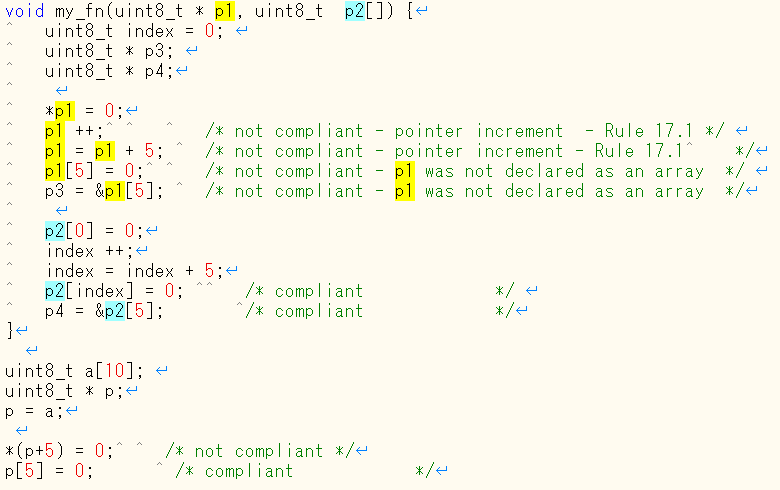 void my_fn(uint8_t * p1, uint8_t  p2[]) {
    uint8_t index = 0;
    uint8_t * p3;
    uint8_t * p4;
    *p1 = 0;
    p1 ++;          /* not compliant - pointer increment  - Rule 17.1 */
    p1 = p1 + 5;    /* not compliant - pointer increment - Rule 17.1     */
    p1[5] = 0;      /* not compliant - p1 was not declared as an array  */
    p3 = &p1[5];    /* not compliant - p1 was not declared as an array  */
    p2[0] = 0;
    index ++;
    index = index + 5;
    p2[index] = 0;      /* compliant             */
    p4 = &p2[5];        /* compliant             */
}
uint8_t a[10];
uint8_t * p;
p = a;
*(p+5) = 0;     /* not compliant */
p[5] = 0;        /* compliant            */